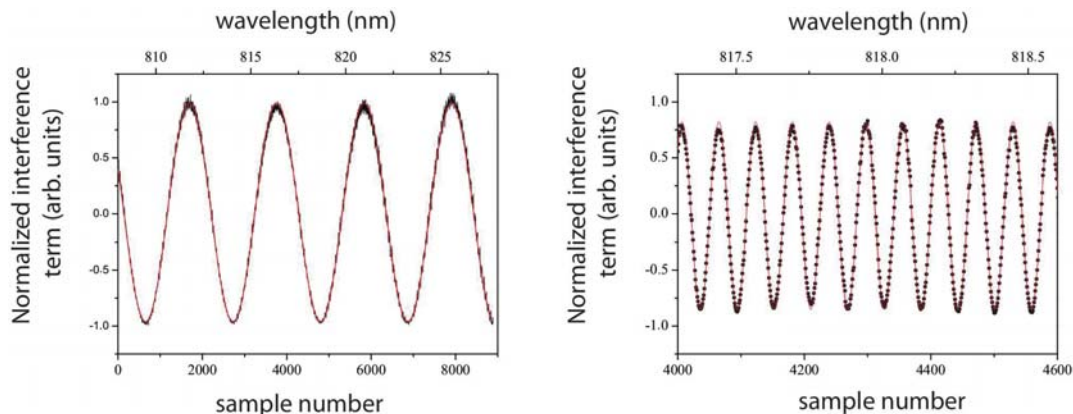 wavelength (nm)
810 815 820 825
Normalized interference
term (arb. units)
1.0
0.5
0.0
-0.5
-1.0
0 2000 4000 6000 8000
sample number
wavelength (nm)
817.5 818.0 818.5
Normalized interference
term (arb. units)
1.0
0.5
0.0
-0.5
-1.0
4000 4200 4400 4600
sample number